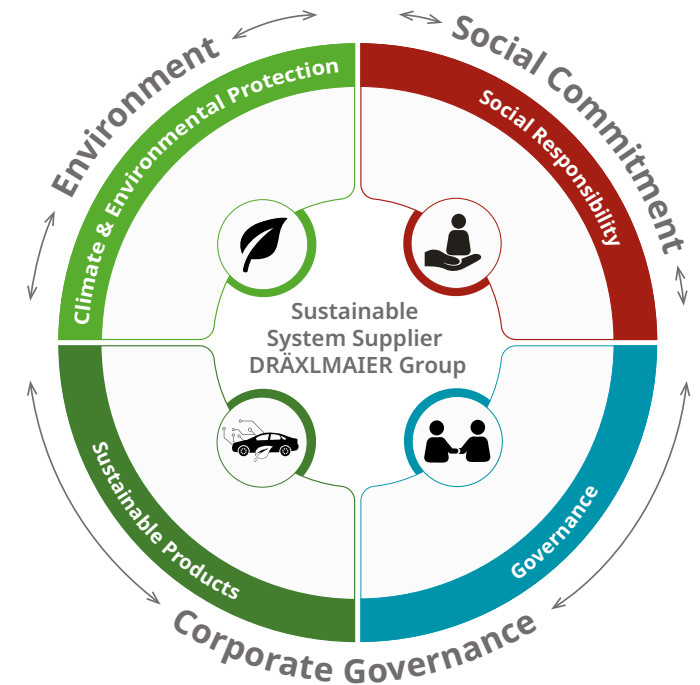 Environment
Social Commitment
Climate & Environmental Protection
Social Responsibility
Sustainable
System Supplier
DRÄXLMAIER Group
Sustainable Products
Governance
Corporate Governance